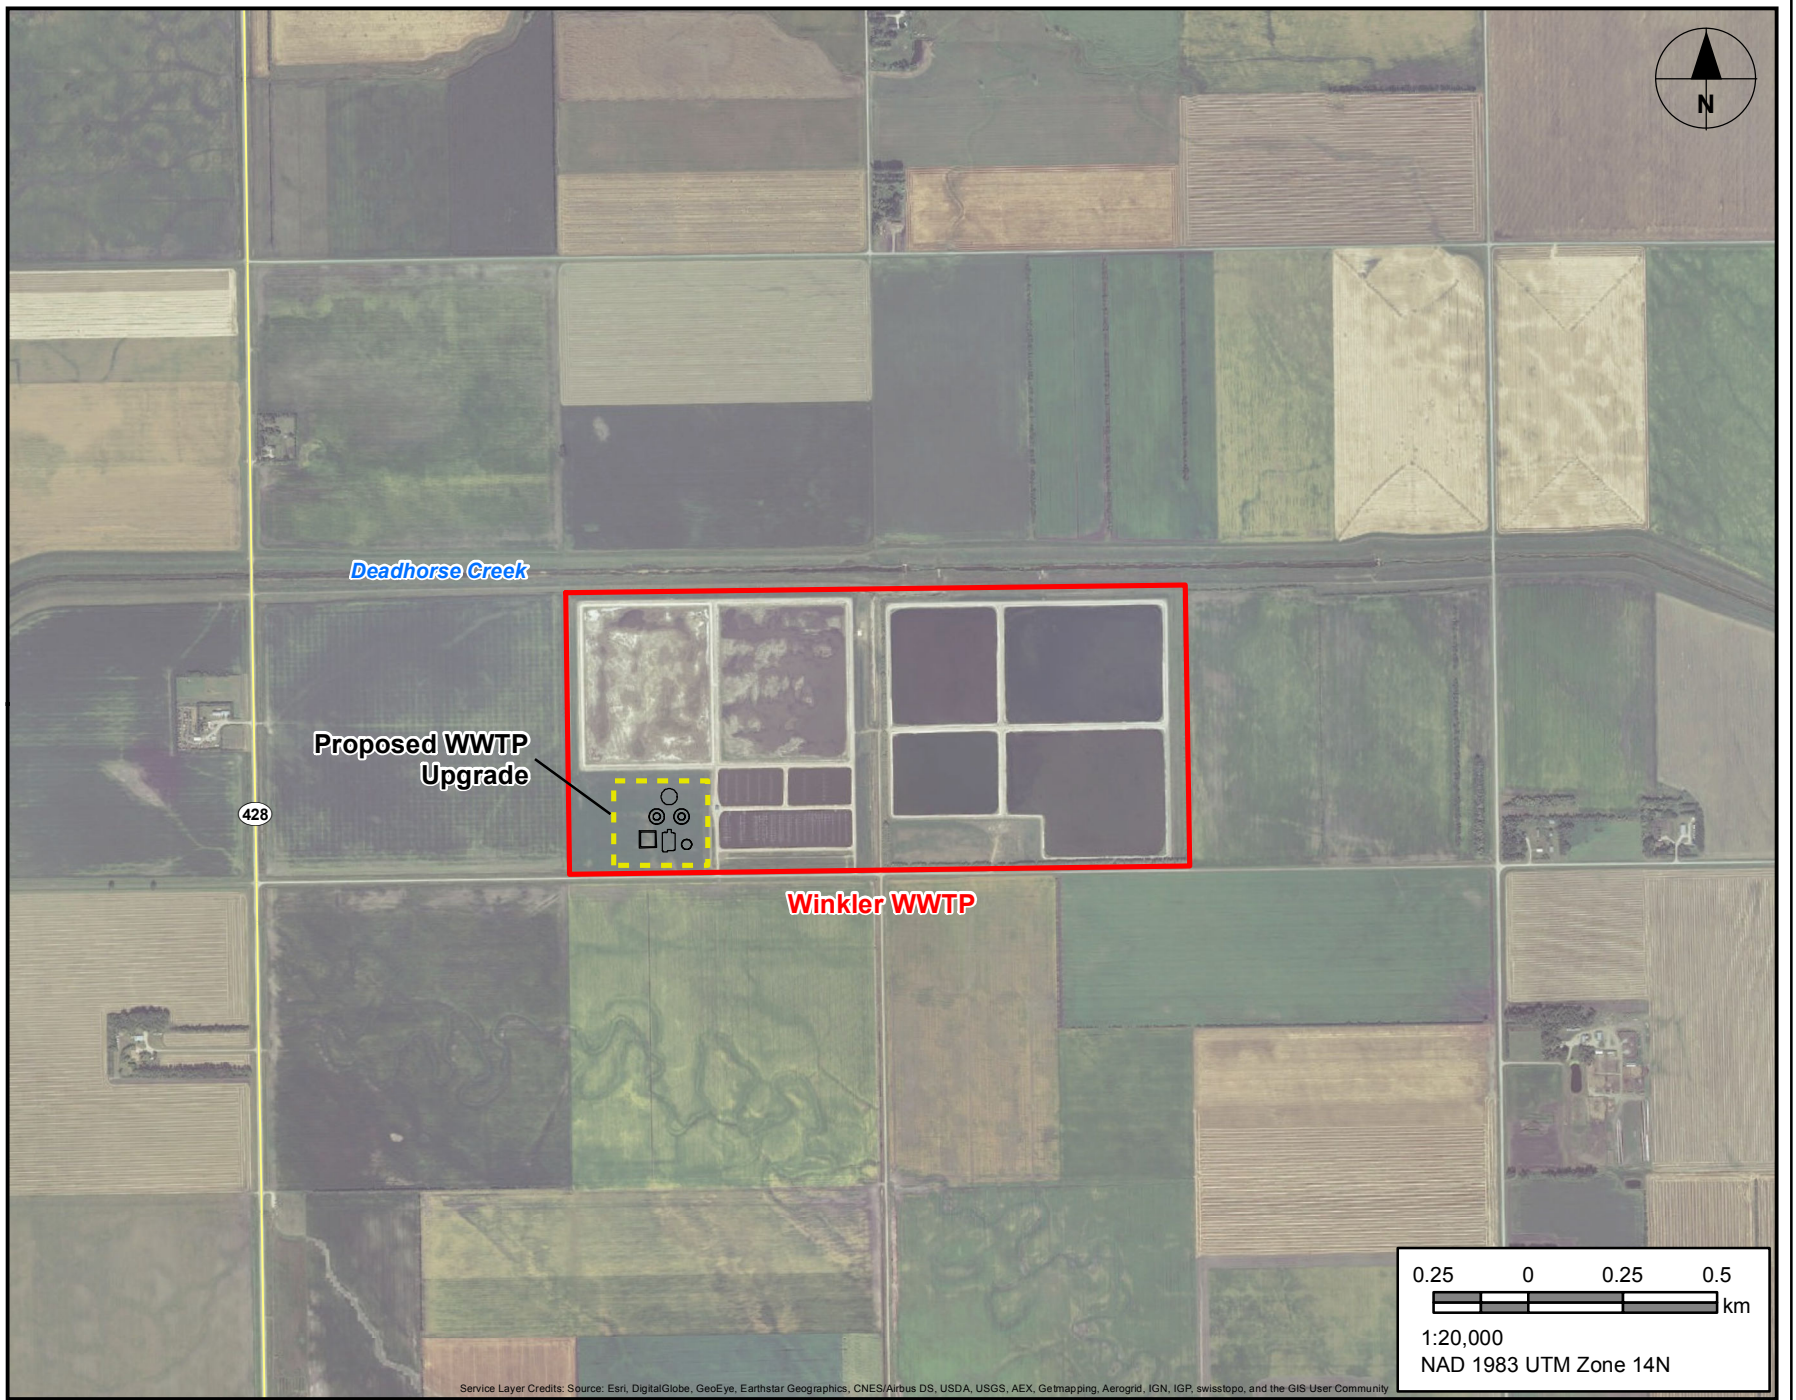 N
Deadhorse Creek
Proposed WWTP
Upgrade
428
Winkler WWTP
0.25 0 0.25 0.5
km
1:20,000
NAD 1983 UTM Zone 14N
Service Layer Credits: Source: Esri, DigitalGlobe, GeoEye, Earthstar Geographics, CNES/Airbus DS, USDA, USGS, AEX, Getmapping, Aerogrid, IGN, IGP, swisstopo, and the GIS User Community